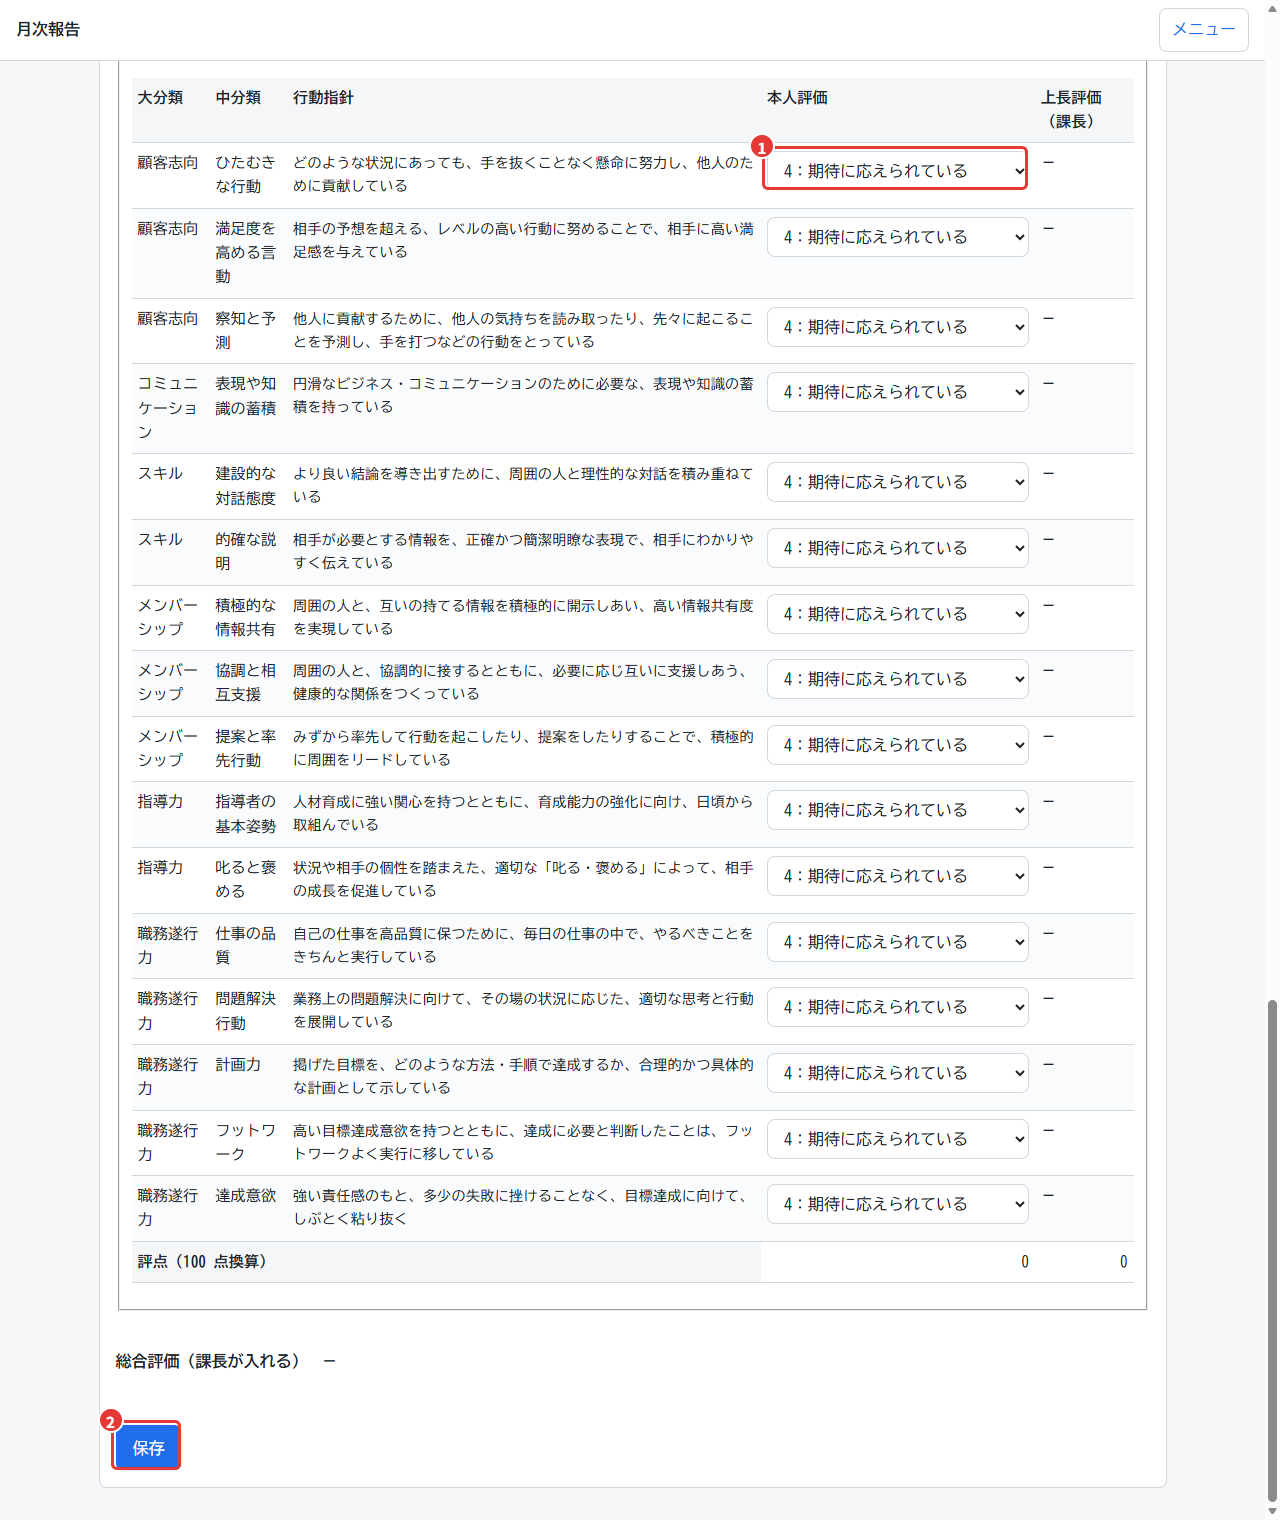 月次報告
メニュー
大分類 中分類 行動指針 本人評価 上長評価
（課長）
1
顧客志向 ひたむき どのような状況にあっても、手を抜くことなく懸命に努力し、他人のた 4：期待に応えられている —
な行動 めに貢献している
顧客志向 満足度を 相手の予想を超える、レベルの高い行動に努めることで、相手に高い満 4：期待に応えられている —
高める言 足感を与えている
動
顧客志向 察知と予 他人に貢献するために、他人の気持ちを読み取ったり、先々に起こるこ 4：期待に応えられている —
測 とを予測し、手を打つなどの行動をとっている
コミュニ 表現や知 円滑なビジネス・コミュニケーションのために必要な、表現や知識の蓄 4：期待に応えられている —
ケーショ 識の蓄積 積を持っている
ン
スキル 建設的な より良い結論を導き出すために、周囲の人と理性的な対話を積み重ねて 4：期待に応えられている —
対話態度 いる
スキル 的確な説 相手が必要とする情報を、正確かつ簡潔明瞭な表現で、相手にわかりや 4：期待に応えられている —
明 すく伝えている
メンバー 積極的な 周囲の人と、互いの持てる情報を積極的に開示しあい、高い情報共有度 4：期待に応えられている —
シップ 情報共有 を実現している
メンバー 協調と相 周囲の人と、協調的に接するとともに、必要に応じ互いに支援しあう、 4：期待に応えられている —
シップ 互支援 健康的な関係をつくっている
メンバー 提案と率 みずから率先して行動を起こしたり、提案をしたりすることで、積極的 4：期待に応えられている —
シップ 先行動 に周囲をリードしている
指導力 指導者の 人材育成に強い関心を持つとともに、育成能力の強化に向け、日頃から 4：期待に応えられている —
基本姿勢 取組んでいる
指導力 叱ると褒 状況や相手の個性を踏まえた、適切な「叱る・褒める」によって、相手 4：期待に応えられている —
める の成長を促進している
職務遂行 仕事の品 自己の仕事を高品質に保つために、毎日の仕事の中で、やるべきことを 4：期待に応えられている —
力 質 きちんと実行している
職務遂行 問題解決 業務上の問題解決に向けて、その場の状況に応じた、適切な思考と行動 4：期待に応えられている —
力 行動 を展開している
職務遂行 計画力 掲げた目標を、どのような方法・手順で達成するか、合理的かつ具体的 4：期待に応えられている —
力 な計画として示している
職務遂行 フットワ 高い目標達成意欲を持つとともに、達成に必要と判断したことは、フッ 4：期待に応えられている —
力 ーク トワークよく実行に移している
職務遂行 達成意欲 強い責任感のもと、多少の失敗に挫けることなく、目標達成に向けて、 4：期待に応えられている —
力 しぶとく粘り抜く
評点（100 点換算） 0 0
総合評価（課長が入れる） —
2
保存